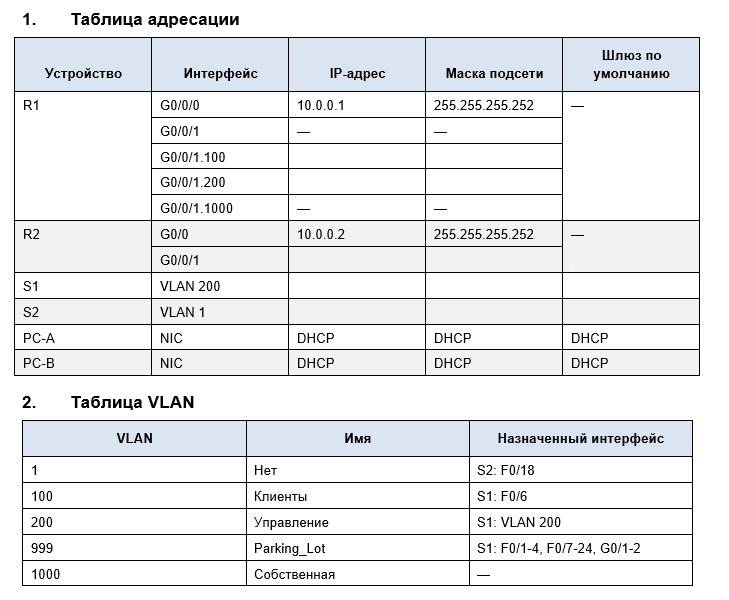 1. Таблица адресации
Устройство Интерфейс IP-адрес Маска подсети Шлюз по умолчанию
R1 G0/0/0 10.0.0.1 255.255.255.252 —
G0/0/1 — —
G0/0/1.100
G0/0/1.200
G0/0/1.1000 — —
R2 G0/0 10.0.0.2 255.255.255.252 —
G0/0/1
S1 VLAN 200
S2 VLAN 1
PC-A NIC DHCP DHCP DHCP
PC-B NIC DHCP DHCP DHCP
2. Таблица VLAN
VLAN Имя Назначенный интерфейс
1 Нет S2: F0/18
100 Клиенты S1: F0/6
200 Управление S1: VLAN 200
999 Parking_Lot S1: F0/1-4, F0/7-24, G0/1-2
1000 Собственная —